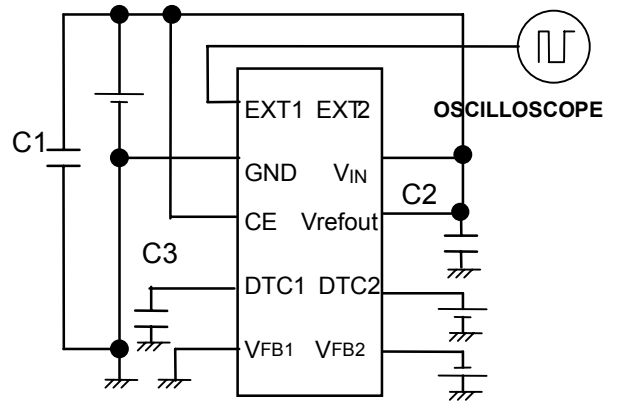 EXT1 EXT2
OSCILLOSCOPE
C1
GND VIN
C2
CE Vrefout
C3
DTC1 DTC2
VFB1 VFB2